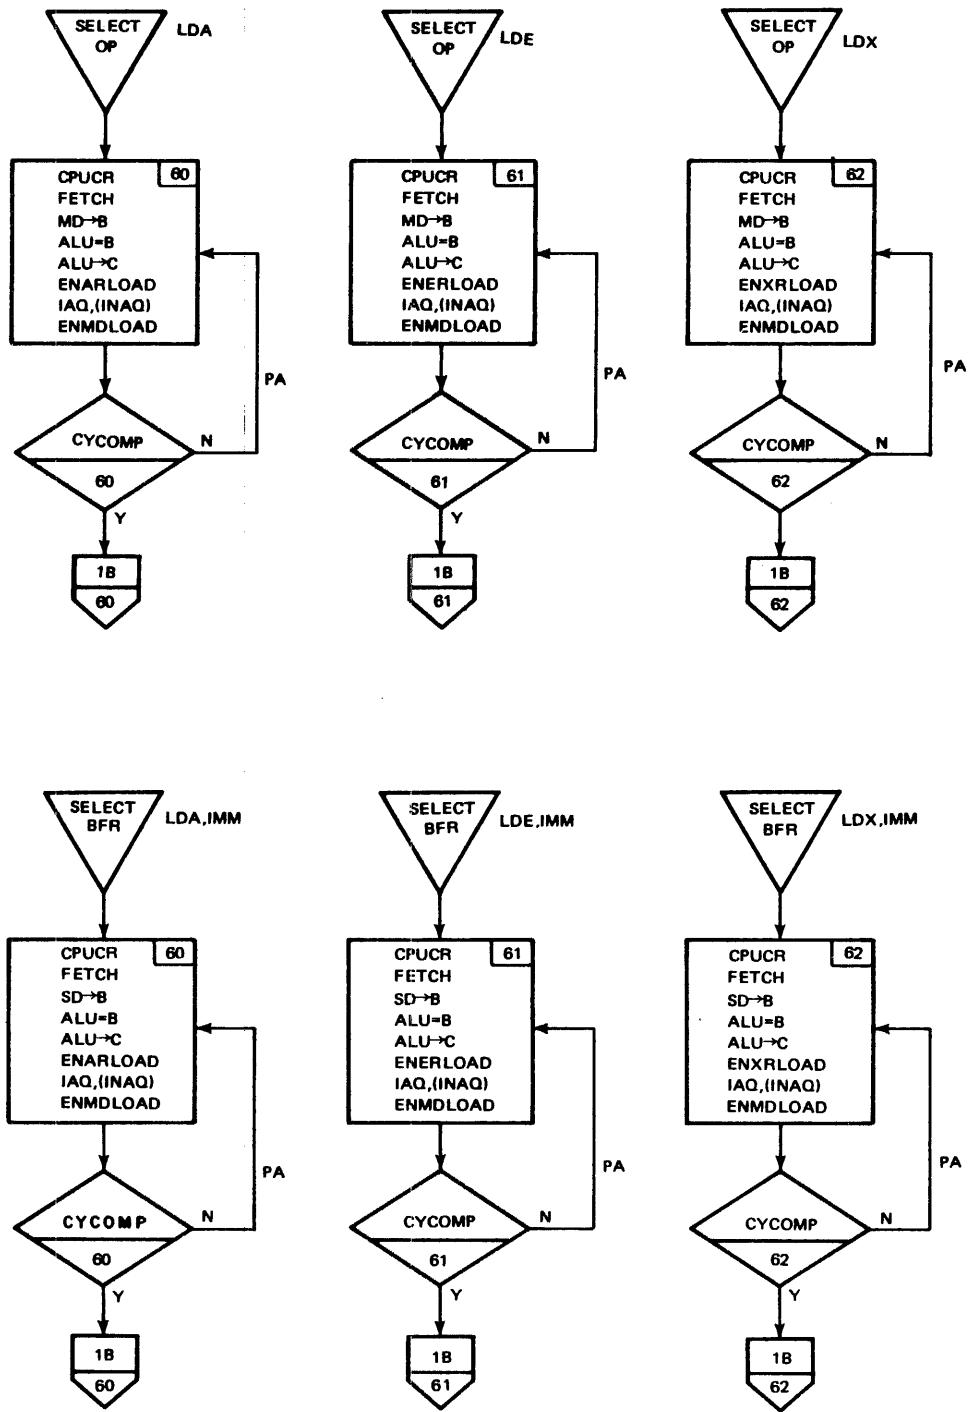 SELECT
OP
LDA
CPUCR
60
FETCH
MD→B
ALU=B
ALU→C
ENARLOAD
IAQ,(INAQ)
ENMDLOAD
PA
CYCOMP
N
60
Y
1B
60
SELECT
OP
LDE
CPUCR
61
FETCH
MD→B
ALU=B
ALU→C
ENERLOAD
IAQ,(INAQ)
ENMDLOAD
PA
CYCOMP
N
61
Y
1B
61
SELECT
OP
LDX
CPUCR
62
FETCH
MD→B
ALU=B
ALU→C
ENXRLOAD
IAQ,(INAQ)
ENMDLOAD
PA
CYCOMP
N
62
1B
62
SELECT
BFR
LDA,IMM
CPUCR
60
FETCH
SD→B
ALU=B
ALU→C
ENARLOAD
IAQ,(INAQ)
ENMDLOAD
PA
CYCOMP
N
60
Y
1B
60
SELECT
BFR
LDE,IMM
CPUCR
61
FETCH
SD→B
ALU=B
ALU→C
ENERLOAD
IAQ,(INAQ)
ENMDLOAD
PA
CYCOMP
N
61
Y
1B
61
SELECT
BFR
LDX,IMM
CPUCR
62
FETCH
SD→B
ALU=B
ALU→C
ENXRLOAD
IAQ,(INAQ)
ENMDLOAD
PA
CYCOMP
N
62
Y
1B
62